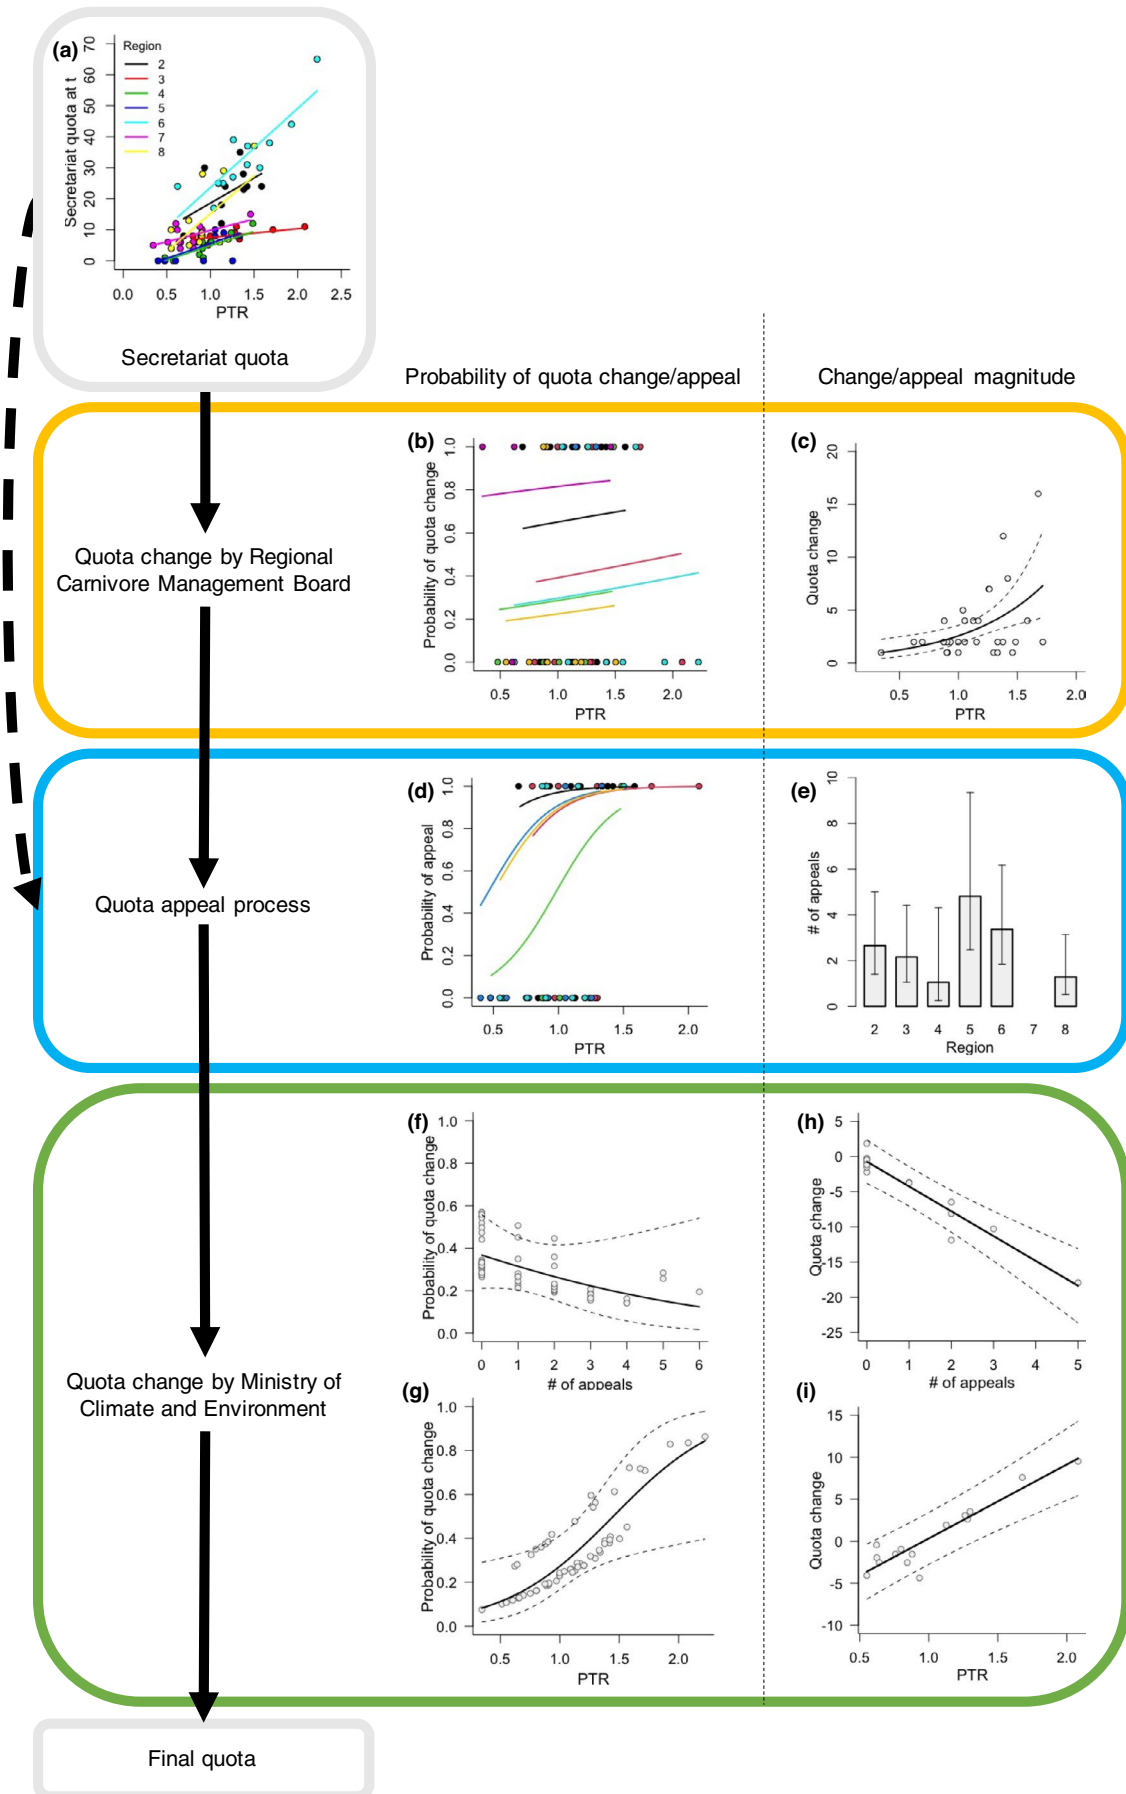 (a)
Secretariat quota at t
70
60
50
40
30
20
10
0
Region
2
3
4
5
6
7
8
0.0 0.5 1.0 1.5 2.0 2.5
PTR
Secretariat quota
Probability of quota change/appeal
Change/appeal magnitude
Quota change by Regional
Carnivore Management Board
(b)
Probability of quota change
1.0
0.8
0.6
0.4
0.2
0.0
0.5 1.0 1.5 2.0
PTR
(c)
Quota change
20
15
10
5
0
0.5 1.0 1.5 2.0
PTR
Quota appeal process
(d)
Probability of appeal
1.0
0.8
0.6
0.4
0.2
0.0
0.5 1.0 1.5 2.0
PTR
(e)
# of appeals
10
8
6
4
2
0
2 3 4 5 6 7 8
Region
Quota change by Ministry of
Climate and Environment
(f)
Probability of quota change
1.0
0.8
0.6
0.4
0.2
0.0
0 1 2 3 4 5 6
# of appeals
(h)
Quota change
5
0
-5
-10
-15
-20
-25
0 1 2 3 4 5
# of appeals
(g)
Probability of quota change
1.0
0.8
0.6
0.4
0.2
0.0
0.5 1.0 1.5 2.0
PTR
(i)
Quota change
15
10
5
0
-5
-10
0.5 1.0 1.5 2.0
PTR
Final quota